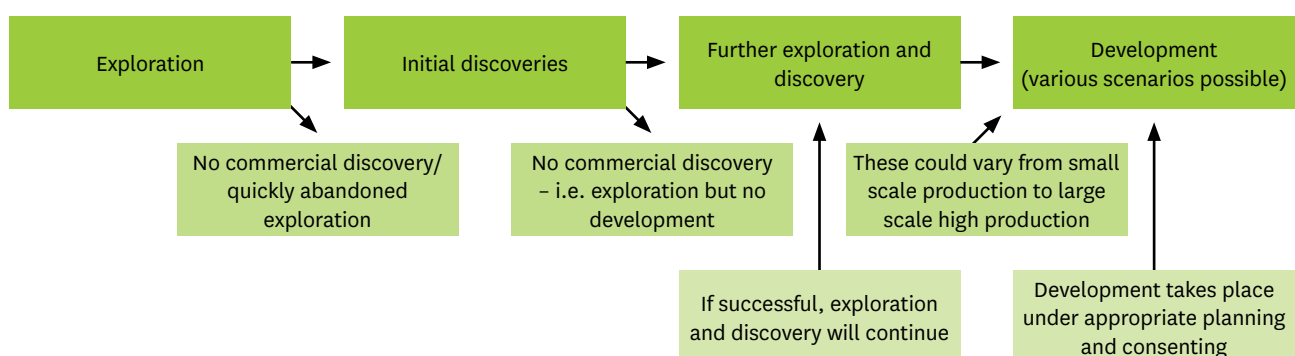 Exploration
Initial discoveries
Further exploration and
discovery
Development
(various scenarios possible)
No commercial discovery/
quickly abandoned
exploration
No commercial discovery
– i.e. exploration but no
development
These could vary from small
scale production to large
scale high production
If successful, exploration
and discovery will continue
Development takes place
under appropriate planning
and consenting